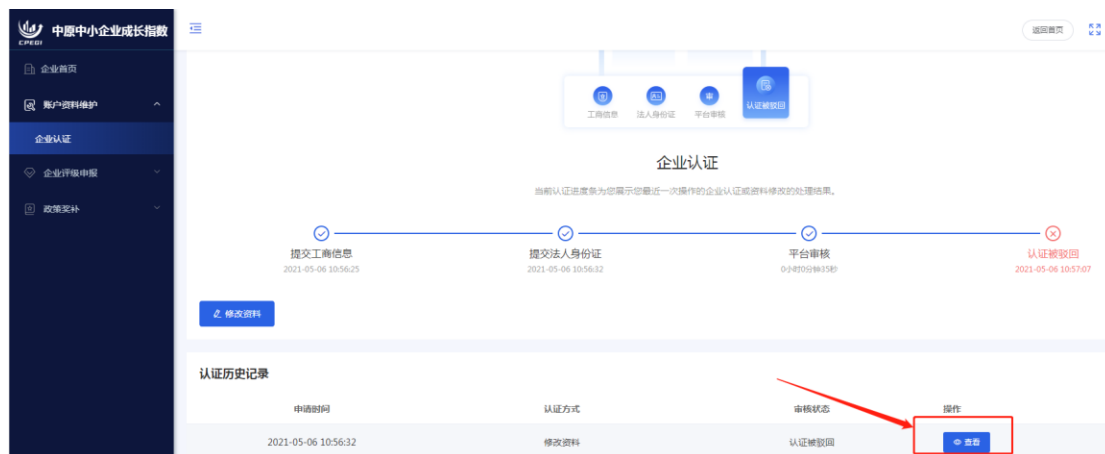 CPEGI
中原中小企业成长指数
返回首页
企业首页
账户资料维护
企业认证
企业评级申报
政策奖补
工商信息
法人身份证
审
平台审核
认证被驳回
企业认证
当前认证进度条为您展示您最近一次操作的企业认证或资料修改的处理结果。
提交工商信息
提交法人身份证
平台审核
认证被驳回
2021-05-06 10:56:25
2021-05-06 10:56:32
0小时0分钟35秒
2021-05-06 10:57:07
修改资料
认证历史记录
申请时间 认证方式 审核状态 操作
2021-05-06 10:56:32 修改资料 认证被驳回 查看